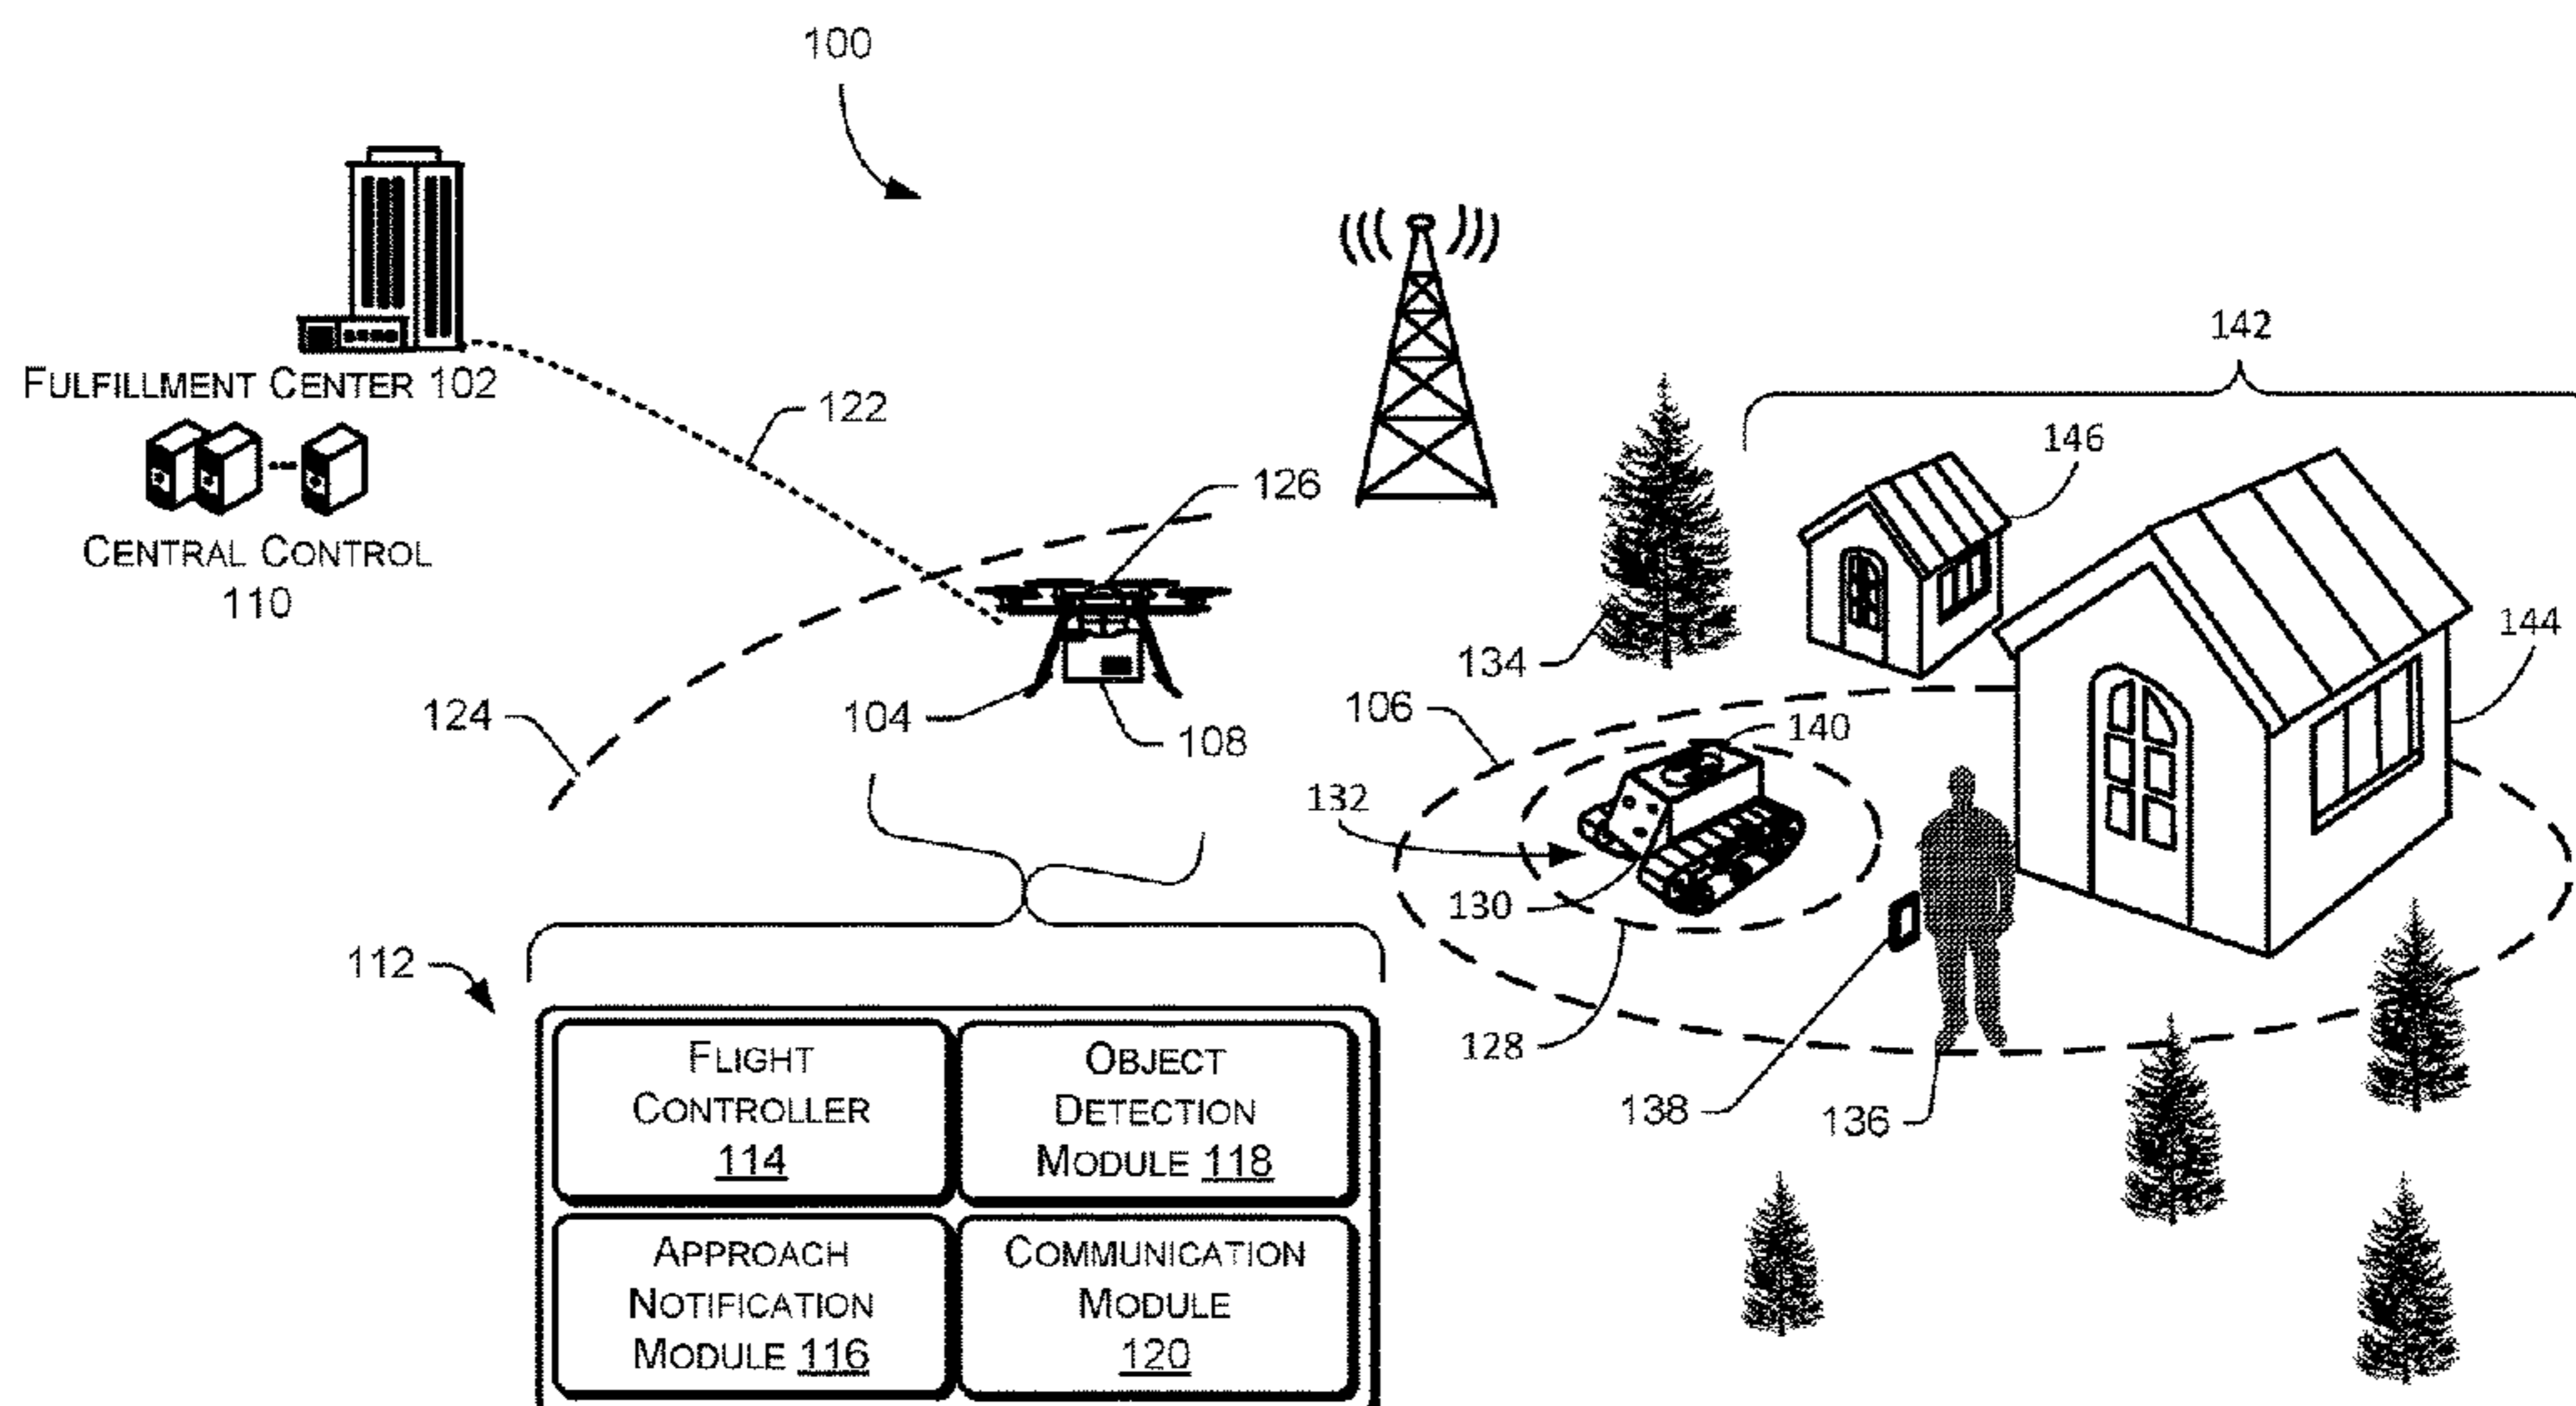 100
142
FULFILLMENT CENTER 102
122
146
126
CENTRAL CONTROL
110
134
144
124
104
106
108
140
132
130
112
128
138
136
FLIGHT
CONTROLLER
114
OBJECT
DETECTION
MODULE 118
APPROACH
NOTIFICATION
MODULE 116
COMMUNICATION
MODULE
120